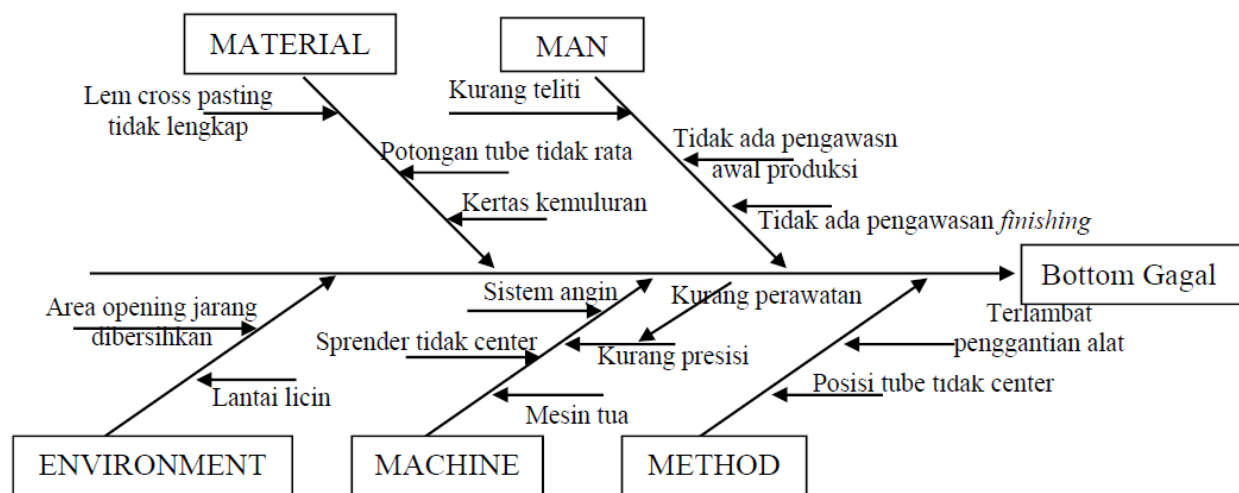 MATERIAL
MAN
Lem cross pasting
tidak lengkap
Kurang teliti
Potongan tube tidak rata
Tidak ada pengawasn
awal produksi
Kertas kemuluran
Tidak ada pengawasan finishing
Bottom Gagal
Area opening jarang
dibersihkan
Sistem angin
Kurang perawatan
Sprender tidak center
Kurang presisi
Terlambat
penggantian alat
Lantai licin
Mesin tua
Posisi tube tidak center
ENVIRONMENT
MACHINE
METHOD